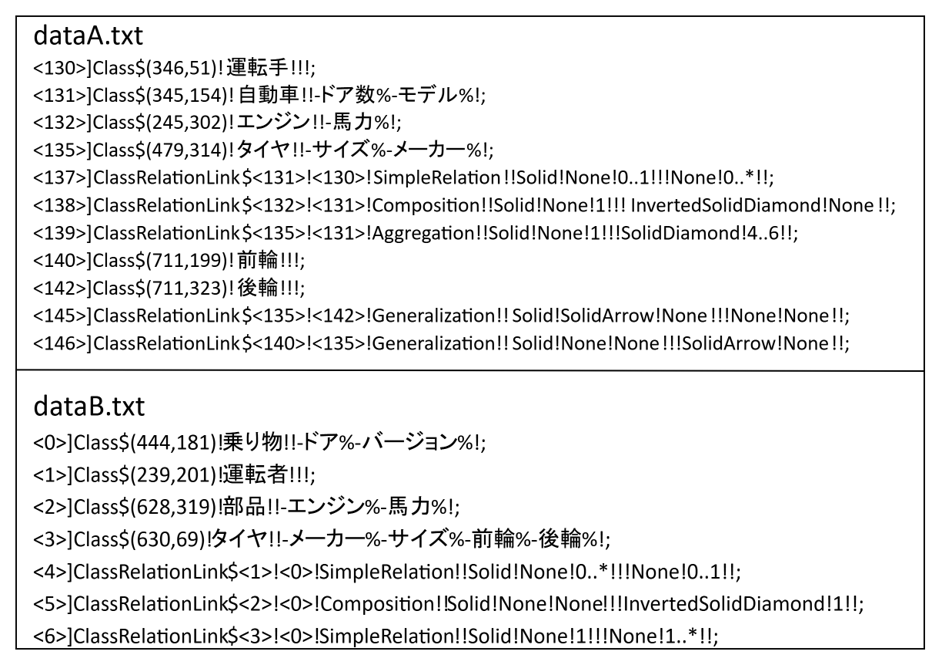 dataA.txt
<130>]Class$(346,51)!運転手!!!;
<131>]Class$(345,154)!自動車!!-ドア数%-モデル%!;
<132>]Class$(245,302)!エンジン!!-馬力%!;
<135>]Class$(479,314)!タイヤ!!-サイズ%-メーカー%!;
<137>]ClassRelationLink$<131>!<130>!SimpleRelation!!Solid!None!0..1!!!None!0..*!!;
<138>]ClassRelationLink$<132>!<131>!Composition!!Solid!None!1!!! InvertedSolidDiamond!None!!;
<139>]ClassRelationLink$<135>!<131>!Aggregation!!Solid!None!1!!!SolidDiamond!4..6!!;
<140>]Class$(711,199)!前輪!!!;
<142>]Class$(711,323)!後輪!!!;
<145>]ClassRelationLink$<135>!<142>!Generalization!! Solid!SolidArrow!None!!!None!None!!;
<146>]ClassRelationLink$<140>!<135>!Generalization!! Solid!None!None!!!SolidArrow!None!!;
dataB.txt
<0>]Class$(444,181)!乗り物!!-ドア%-バージョン%!;
<1>]Class$(239,201)!運転者!!!;
<2>]Class$(628,319)!部品!!-エンジン%-馬力%!;
<3>]Class$(630,69)!タイヤ!!-メーカー%-サイズ%-前輪%-後輪%!;
<4>]ClassRelationLink$<1>!<0>!SimpleRelation!!Solid!None!0..*!!!None!0..1!!;
<5>]ClassRelationLink$<2>!<0>!Composition!!Solid!None!None!!!InvertedSolidDiamond!1!!;
<6>]ClassRelationLink$<3>!<0>!SimpleRelation!!Solid!None!1!!!None!1..*!!;